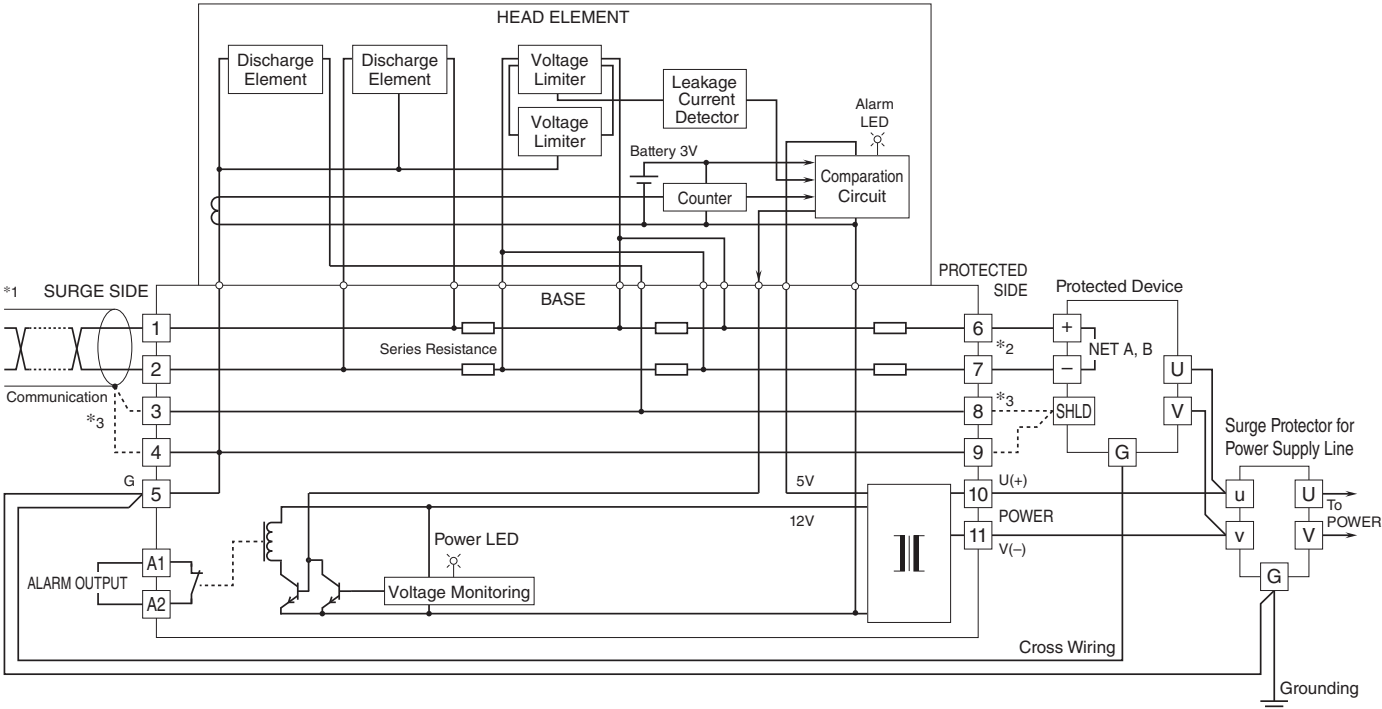 HEAD ELEMENT
Discharge
Element
Discharge
Element
Voltage
Limiter
Voltage
Limiter
Leakage
Current
Detector
Alarm
LED
Battery 3V
Counter
Comparation
Circuit
*1
SURGE SIDE
BASE
PROTECTED
SIDE
Protected Device
1
2
3
4
G
5
Series Resistance
Communication
*3
6
*2
7
8
*3
9
+
−
NET A, B
SHLD
U
V
G
Surge Protector for
Power Supply Line
5V
12V
10
U(+)
POWER
11
V(−)
u
v
U
V
To
POWER
G
ALARM OUTPUT
A1
A2
Power LED
Voltage Monitoring
Cross Wiring
Grounding